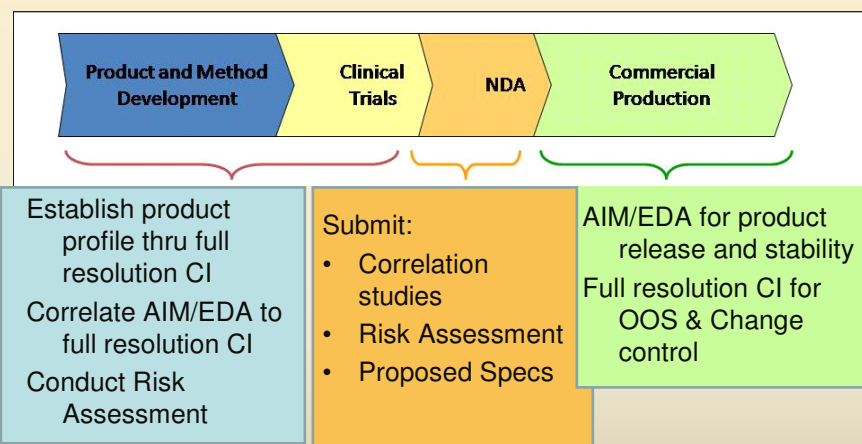 Product and Method
Development
Clinical
Trials
NDA
Commercial
Production
Establish product
profile thru full
resolution CI
Correlate AIM/EDA to
full resolution CI
Conduct Risk
Assessment
Submit:
• Correlation
studies
• Risk Assessment
• Proposed Specs
AIM/EDA for product
release and stability
Full resolution CI for
OOS & Change
control